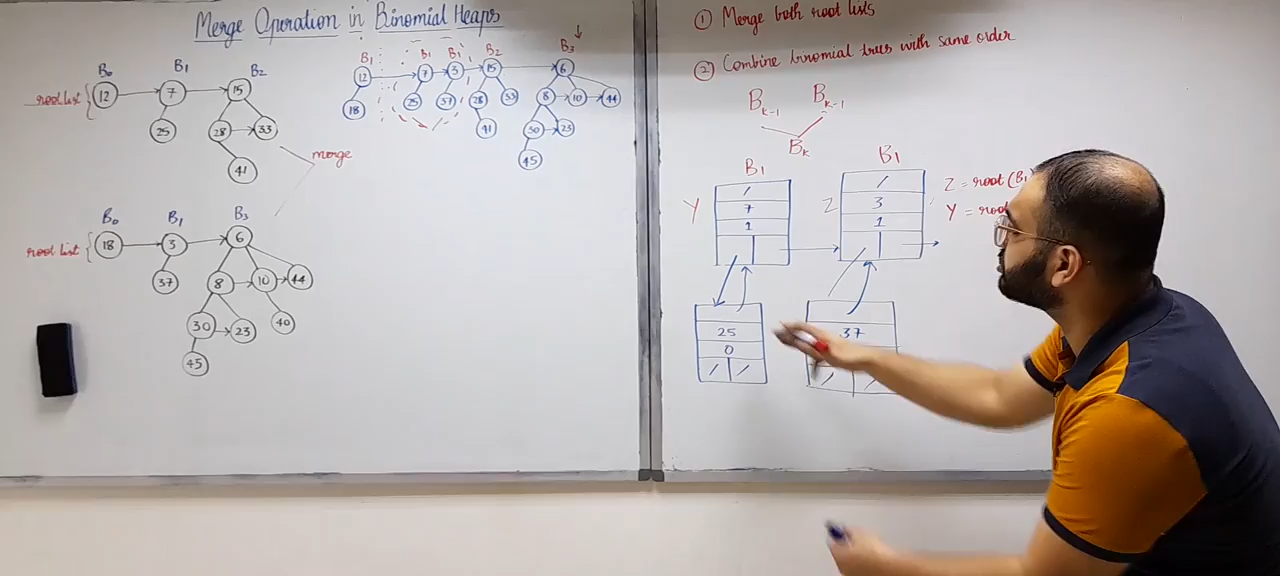 Merge Operation in Binomial Heaps
B0 B1 B2
root list { 12 7 15
25 28 33
41
merge
B0 B1 B3
root list { 18 3 6
37 8 10 44
30 23 40
45
B1 B1 B1 B2 B3
12 7 3 15 6
18 25 37 28 33 8 10 44
41 30 23
45
① Merge both root lists
② Combine binomial trees with same order
Bk-1 Bk-1
Bk
B1 B1
Y Z
7 3
1 1
25 37
0
Z = root (B1)
Y = root